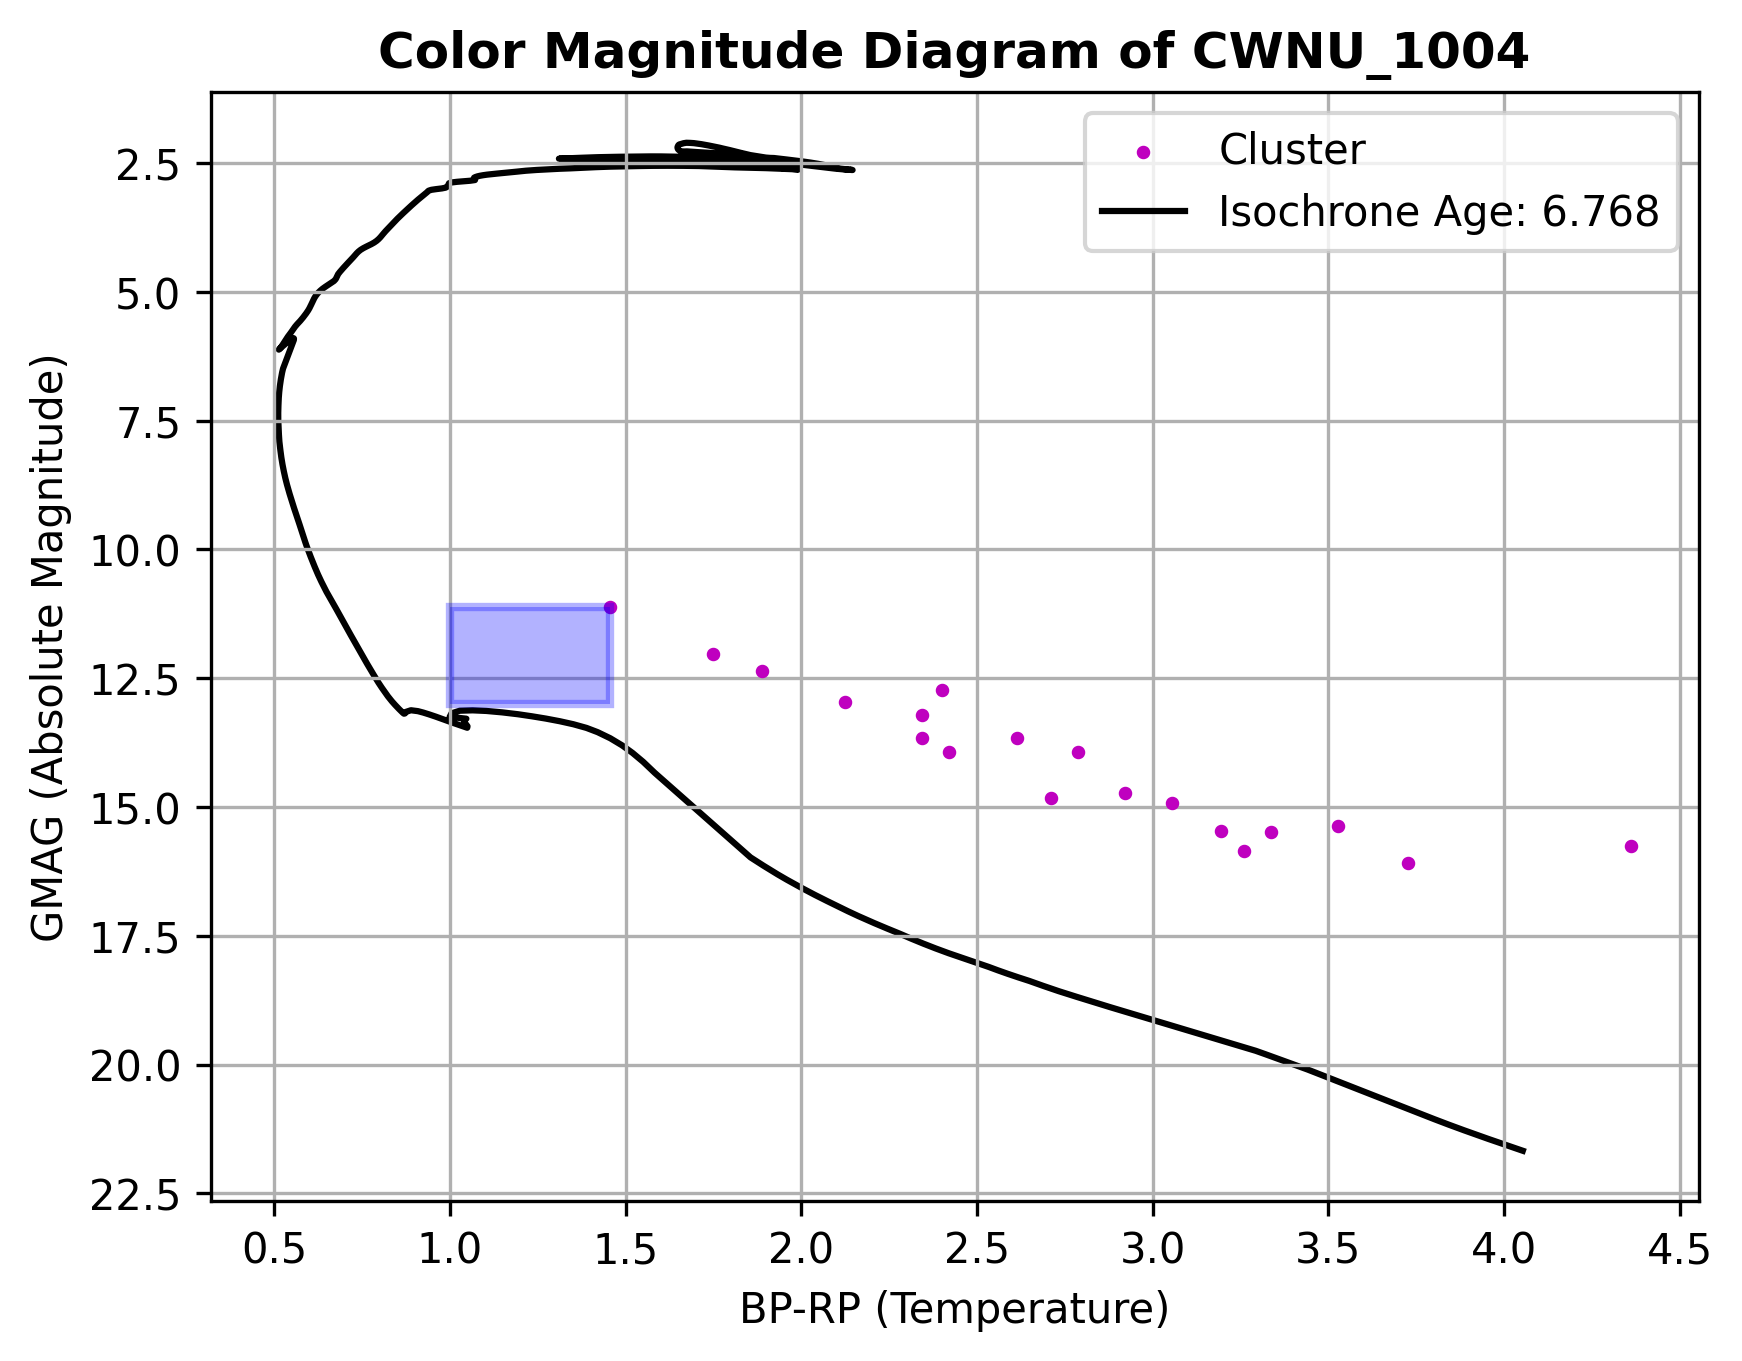 Color Magnitude Diagram of CWNU_1004
Cluster
Isochrone Age: 6.768
GMAG (Absolute Magnitude)
2.5
5.0
7.5
10.0
12.5
15.0
17.5
20.0
22.5
0.5 1.0 1.5 2.0 2.5 3.0 3.5 4.0 4.5
BP-RP (Temperature)